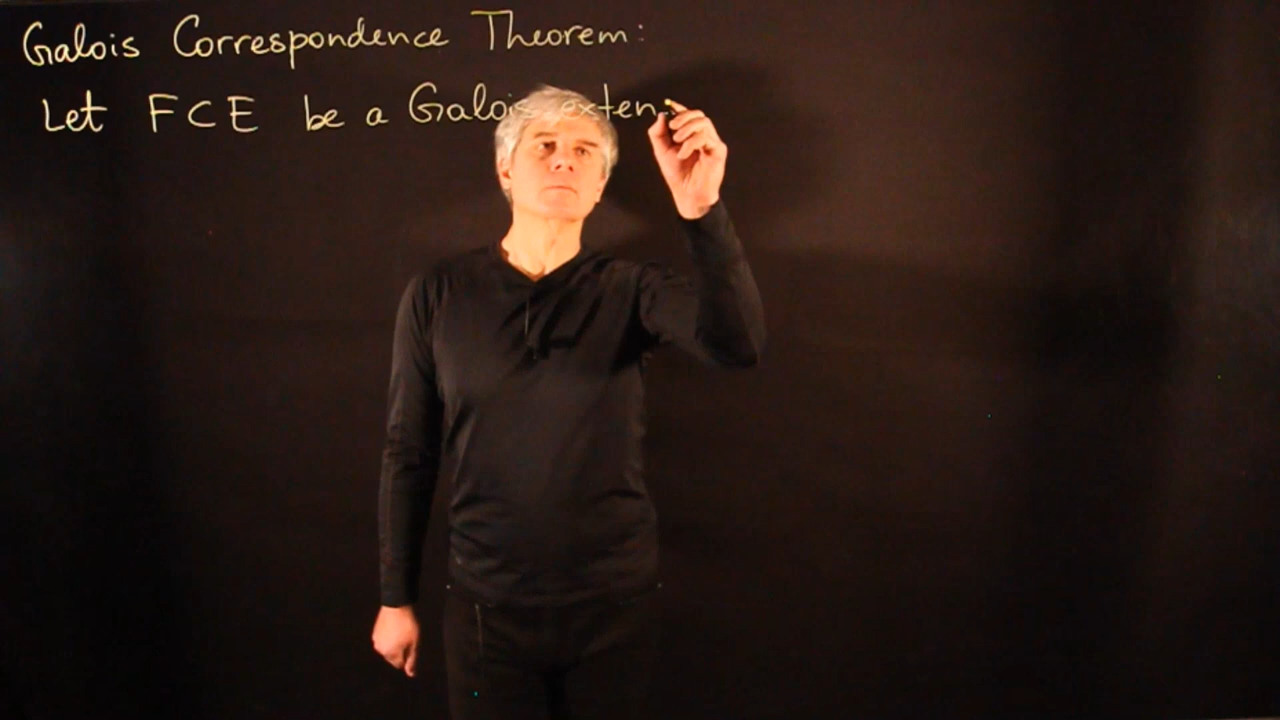 Galois Correspondence Theorem:
Let F ⊂ E be a Galois exten